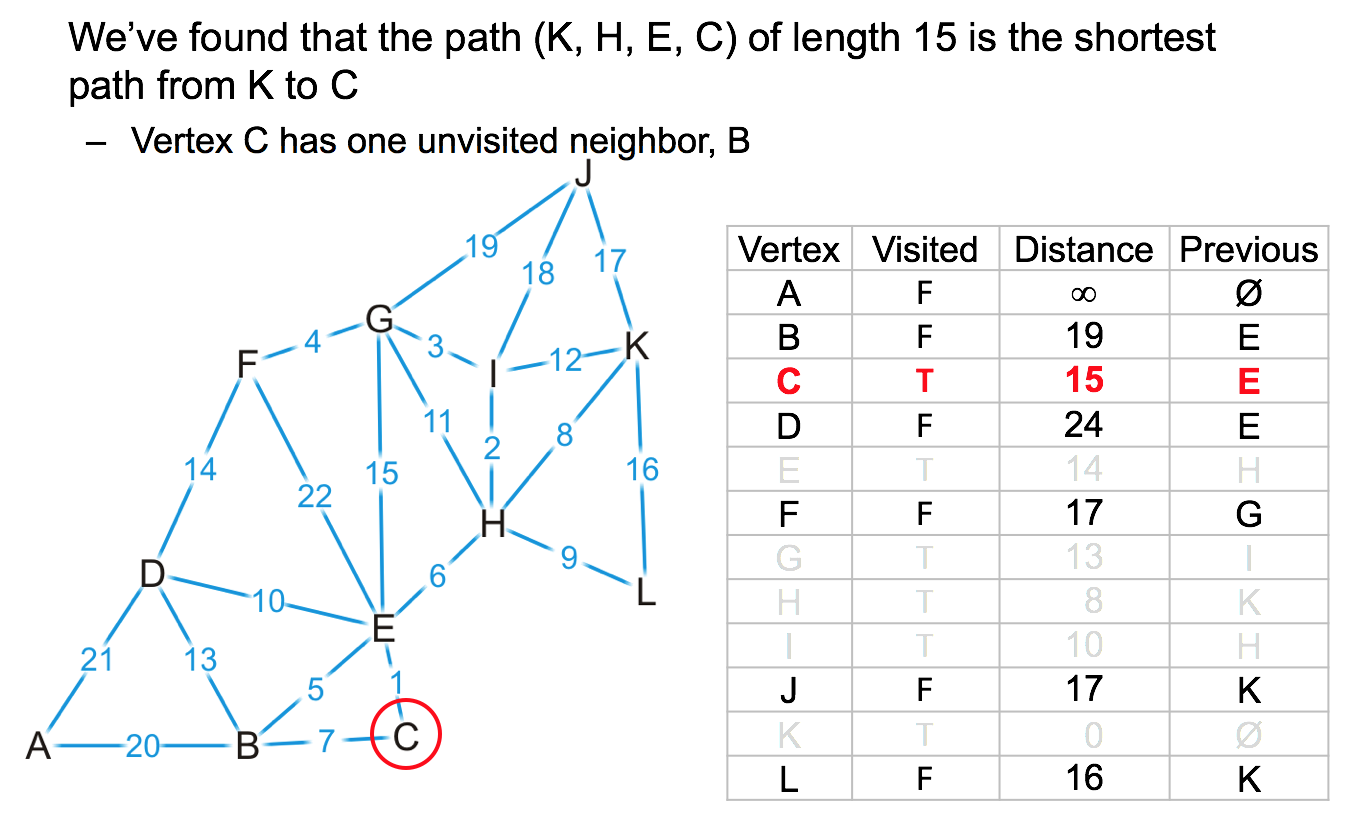 We've found that the path (K, H, E, C) of length 15 is the shortest
path from K to C
– Vertex C has one unvisited neighbor, B
J
19
18
17
G
4
3
K
F
I
12
11
2
8
14
15
16
22
H
9
D
6
L
10
E
21
13
5
1
A
20
B
7
C
Vertex Visited Distance Previous
A F ∞ Ø
B F 19 E
C T 15 E
D F 24 E
E T 14 H
F F 17 G
G T 13 I
H T 8 K
I T 10 H
J F 17 K
K T 0 Ø
L F 16 K